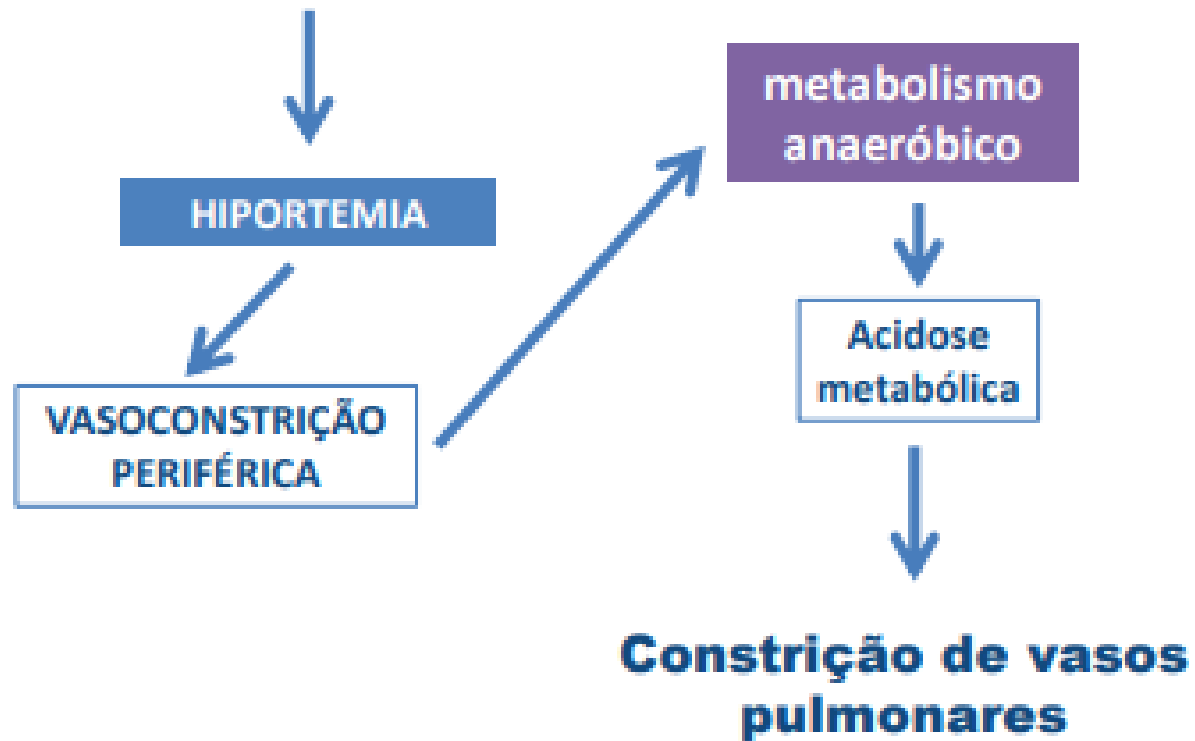 HIPORTEMIA
VASOCONSTRIÇÃO
PERIFÉRICA
metabolismo
anaeróbico
Acidose
metabólica
Constrição de vasos
pulmonares